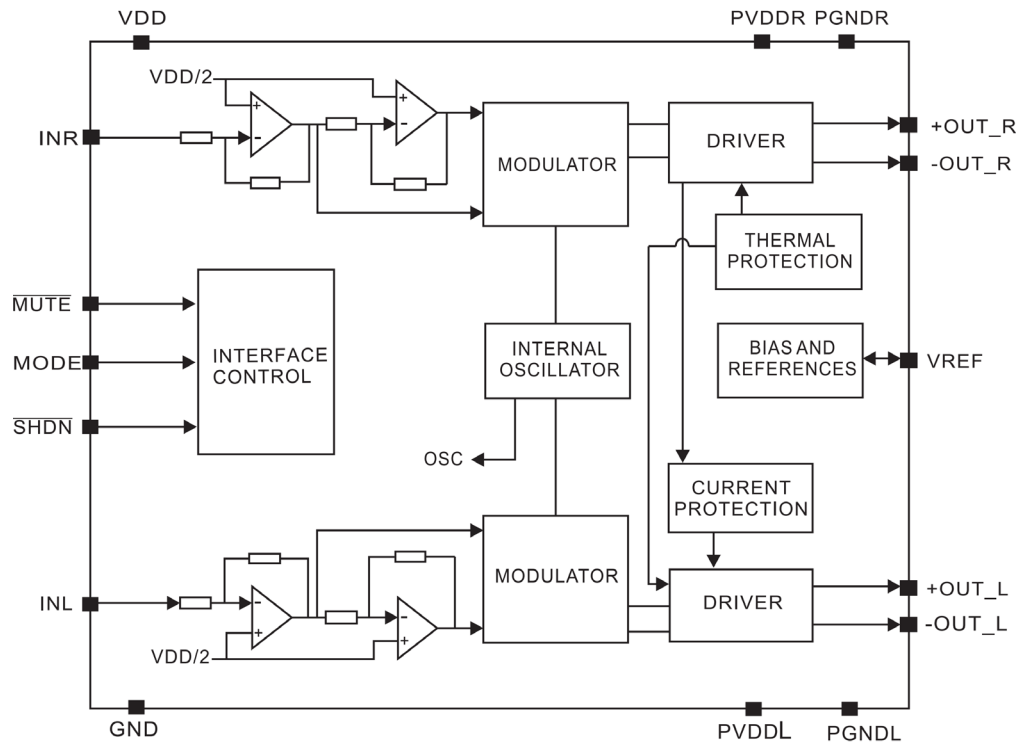 VDD
PVDDR
PGNDR
VDD/2
+
+
-
-
INR
MODULATOR
DRIVER
+OUT_R
-OUT_R
THERMAL
PROTECTION
MUTE
MODE
SHDN
INTERFACE
CONTROL
INTERNAL
OSCILLATOR
BIAS AND
REFERENCES
VREF
OSC
CURRENT
PROTECTION
INL
-
+
-
+
VDD/2
MODULATOR
DRIVER
+OUT_L
-OUT_L
GND
PVDDL
PGNDL